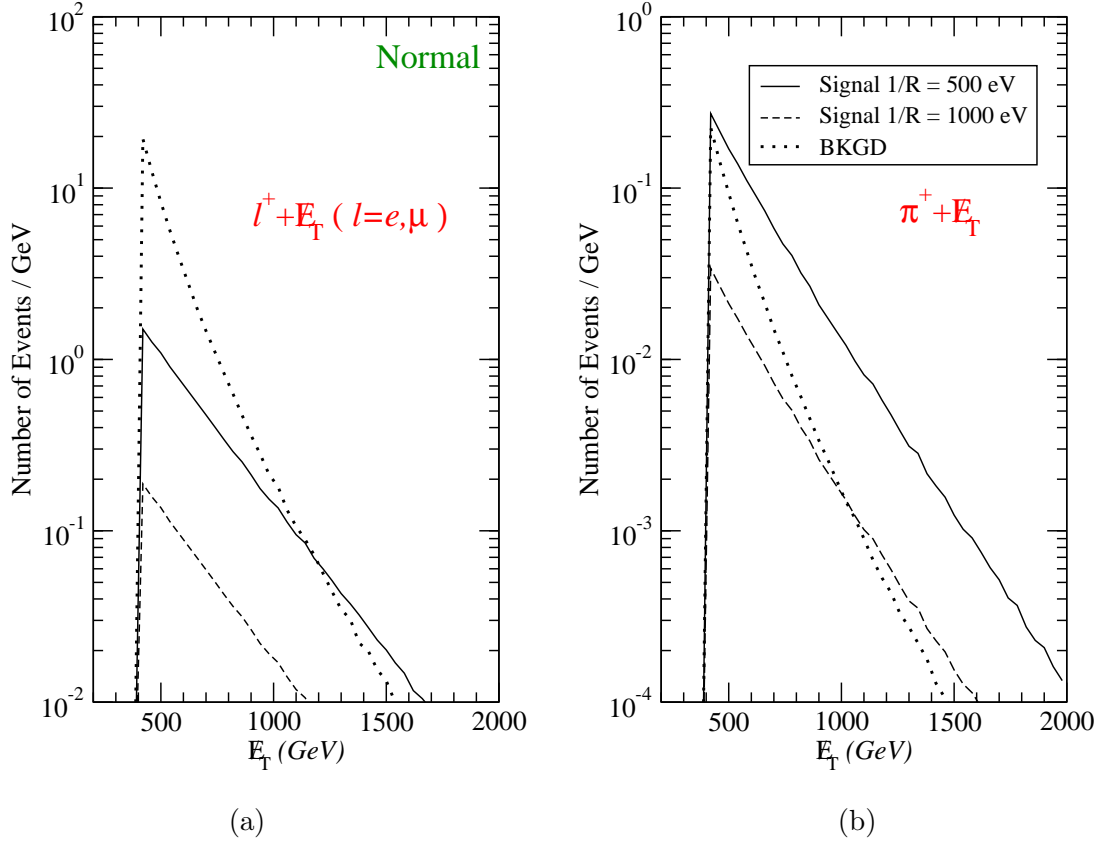 10^2
10^1
10^0
10^-1
10^-2
Number of Events / GeV
Normal
l^+ +E̸_T ( l=e,μ )
500 1000 1500 2000
E̸_T (GeV)
(a)
10^0
10^-1
10^-2
10^-3
10^-4
Number of Events / GeV
Signal 1/R = 500 eV
Signal 1/R = 1000 eV
BKGD
π^+ +E̸_T
500 1000 1500 2000
E̸_T (GeV)
(b)